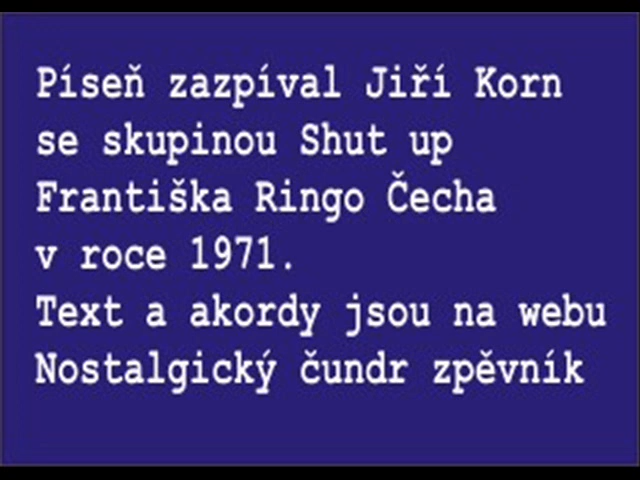 Píseň zazpíval Jiří Korn
se skupinou Shut up
Františka Ringo Čecha
v roce 1971.
Text a akordy jsou na webu
Nostalgický čundr zpěvník